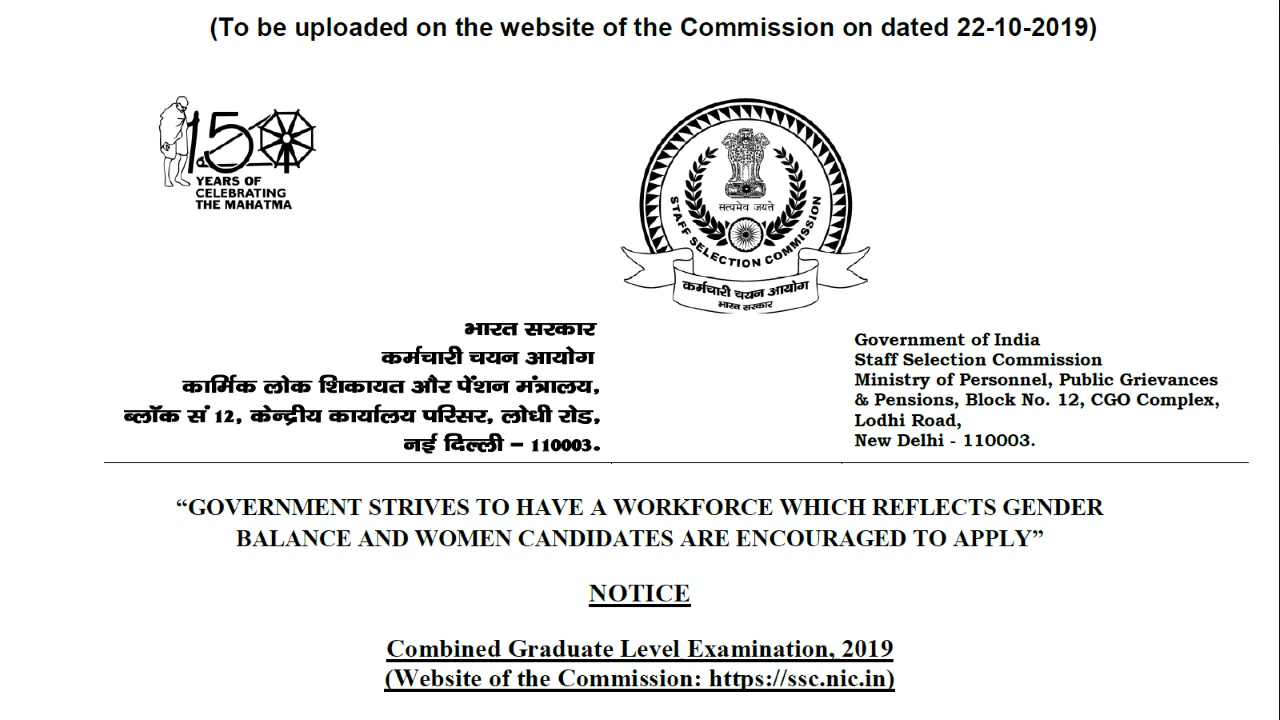 (To be uploaded on the website of the Commission on dated 22-10-2019)
150
YEARS OF
CELEBRATING
THE MAHATMA
सत्यमेव जयते
STAFF SELECTION COMMISSION
कर्मचारी चयन आयोग
भारत सरकार
भारत सरकार
कर्मचारी चयन आयोग
कार्मिक लोक शिकायत और पेंशन मंत्रालय,
ब्लॉक सं 12, केन्द्रीय कार्यालय परिसर, लोधी रोड,
नई दिल्ली – 110003.
Government of India
Staff Selection Commission
Ministry of Personnel, Public Grievances
& Pensions, Block No. 12, CGO Complex,
Lodhi Road,
New Delhi - 110003.
“GOVERNMENT STRIVES TO HAVE A WORKFORCE WHICH REFLECTS GENDER
BALANCE AND WOMEN CANDIDATES ARE ENCOURAGED TO APPLY”
NOTICE
Combined Graduate Level Examination, 2019
(Website of the Commission: https://ssc.nic.in)